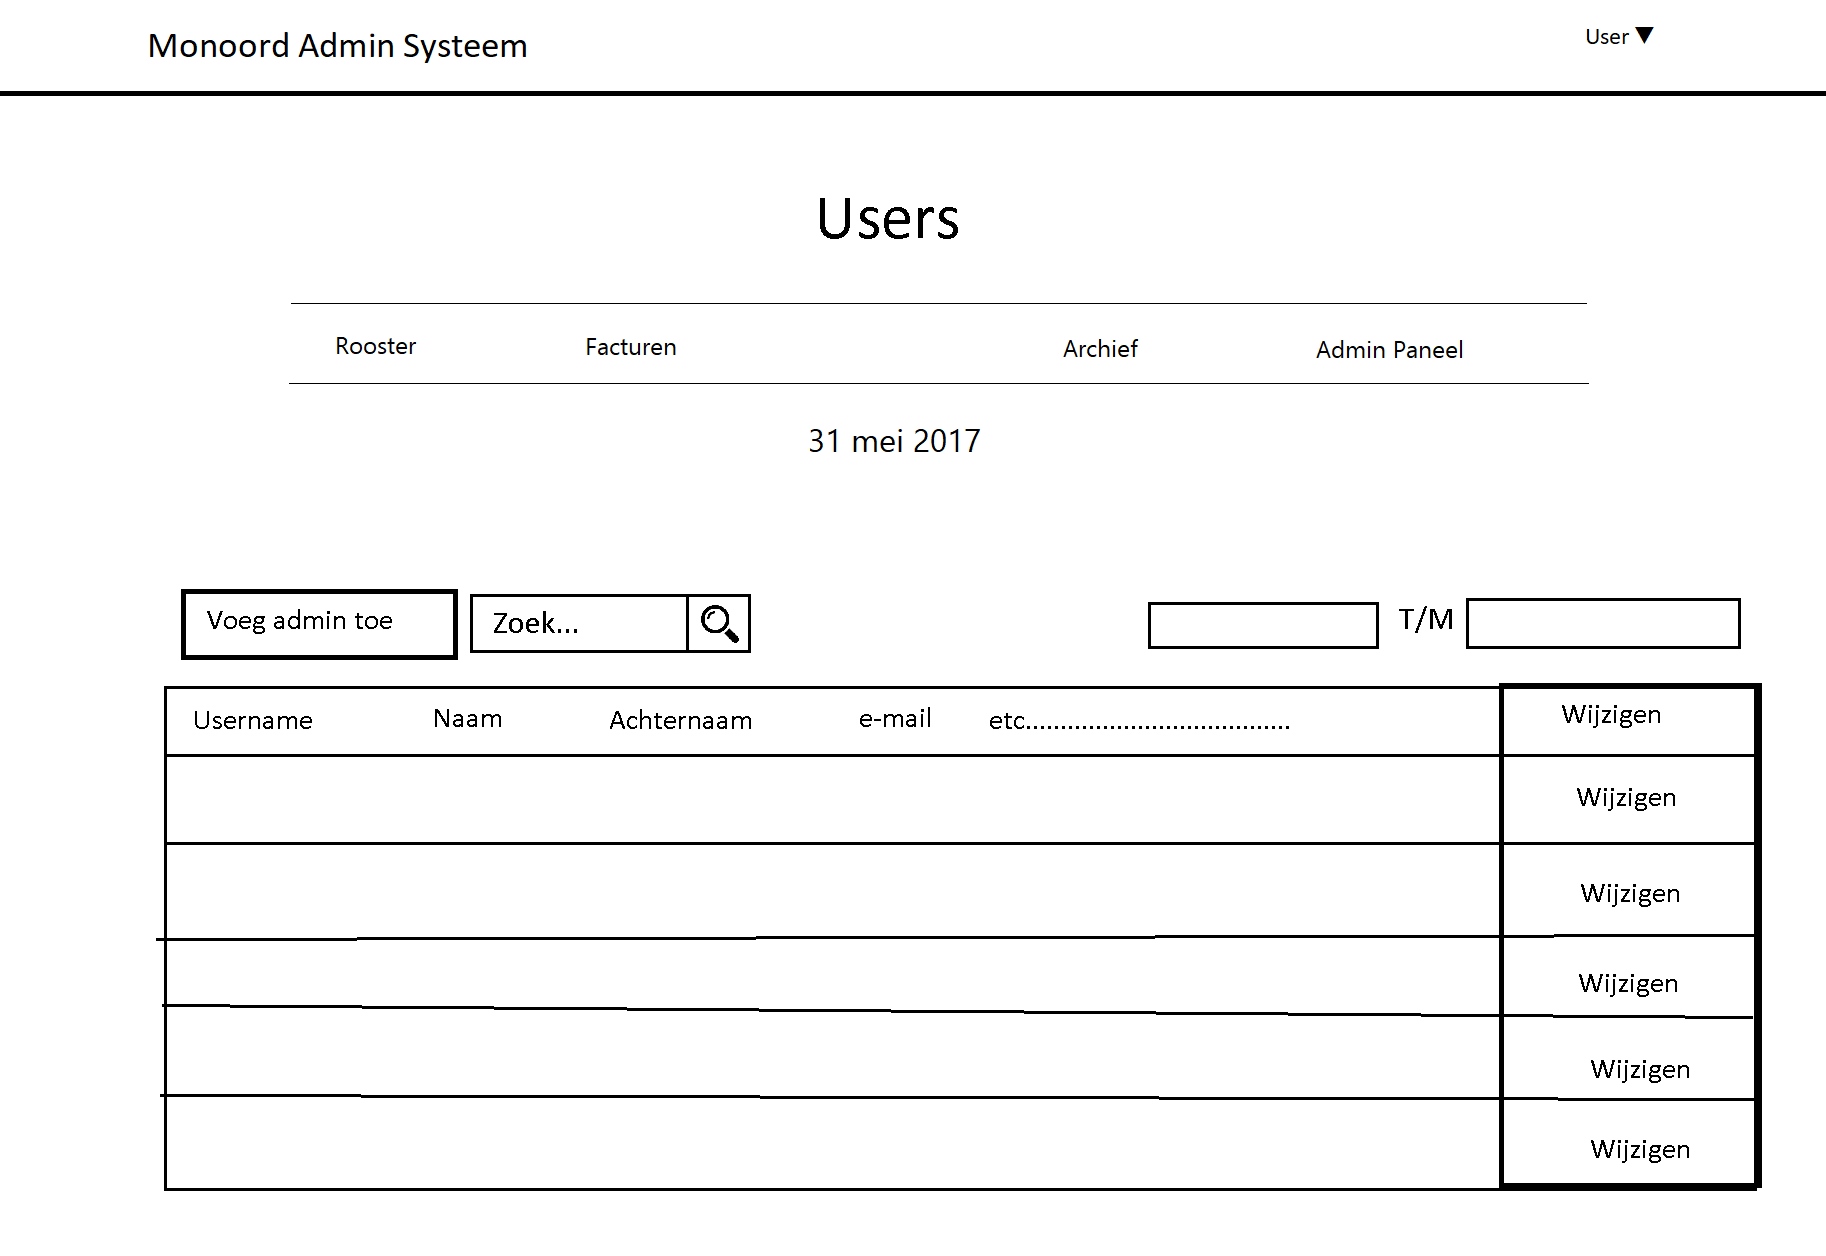 Monoord Admin Systeem
User ▼
Users
Rooster Facturen Archief Admin Paneel
31 mei 2017
Voeg admin toe Zoek... T/M
Username Naam Achternaam e-mail etc...................................... Wijzigen
Wijzigen
Wijzigen
Wijzigen
Wijzigen
Wijzigen